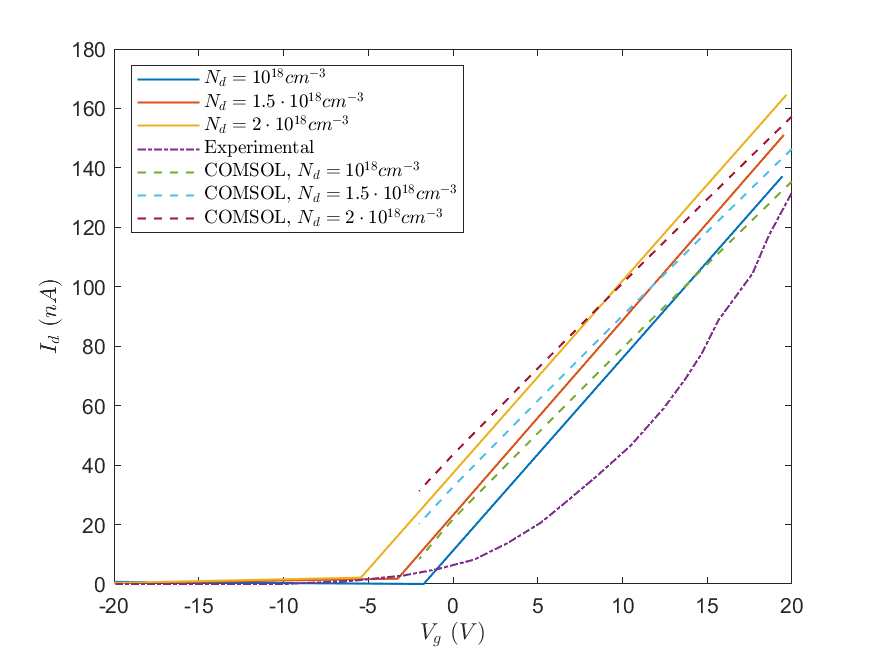 180
160
140
120
100
80
60
40
20
0
-20 -15 -10 -5 0 5 10 15 20
I_d (nA)
V_g (V)
N_d = 10^{18}cm^{-3}
N_d = 1.5 · 10^{18}cm^{-3}
N_d = 2 · 10^{18}cm^{-3}
Experimental
COMSOL, N_d = 10^{18}cm^{-3}
COMSOL, N_d = 1.5 · 10^{18}cm^{-3}
COMSOL, N_d = 2 · 10^{18}cm^{-3}